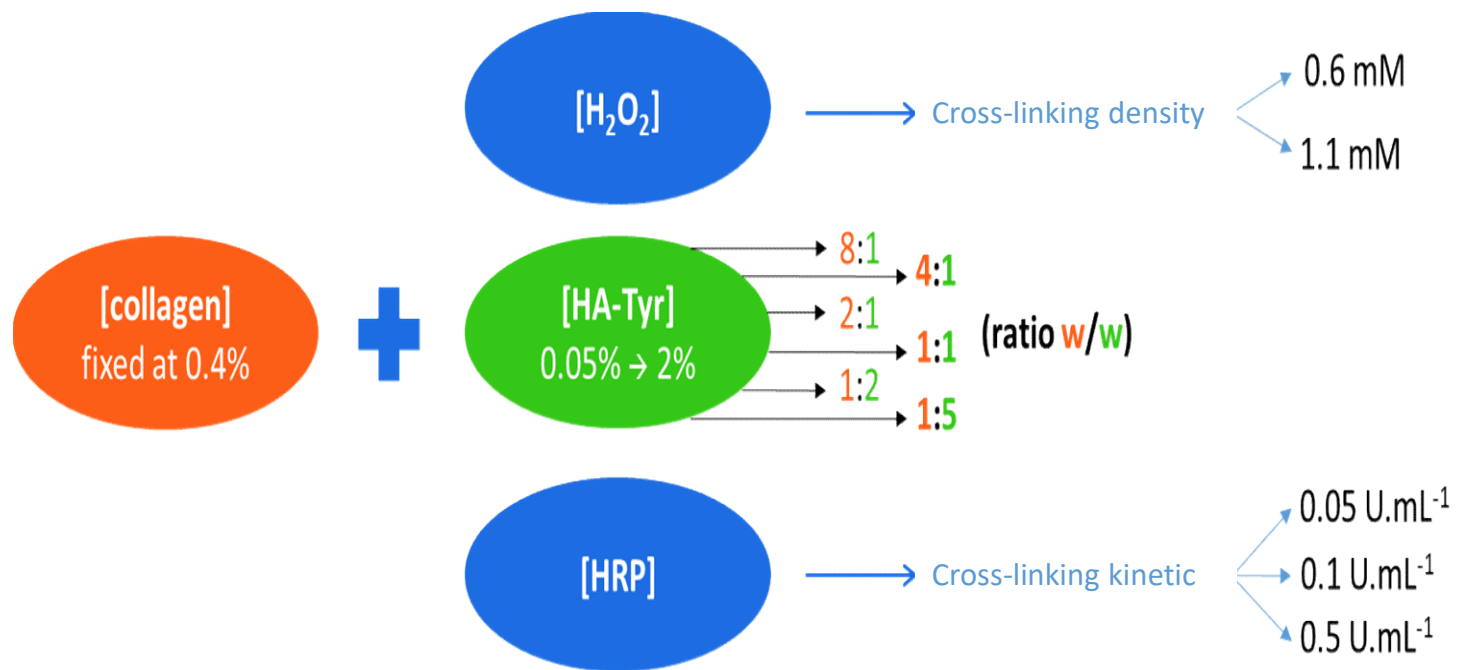 [H₂O₂]
Cross-linking density
0.6 mM
1.1 mM
[collagen]
fixed at 0.4%
[HA-Tyr]
0.05% → 2%
8:1
4:1
2:1
1:1
1:2
1:5
(ratio w/w)
[HRP]
Cross-linking kinetic
0.05 U.mL⁻¹
0.1 U.mL⁻¹
0.5 U.mL⁻¹